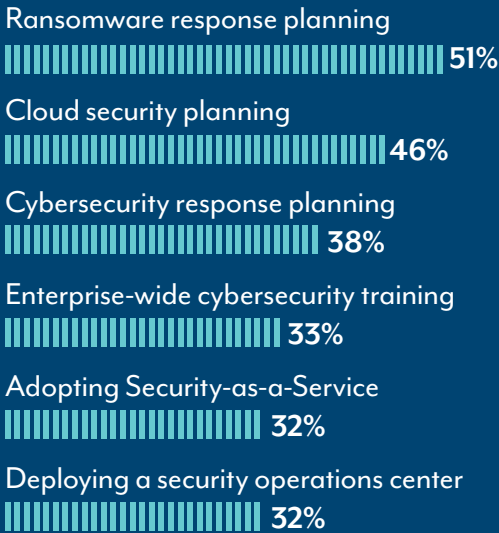 Ransomware response planning
51%
Cloud security planning
46%
Cybersecurity response planning
38%
Enterprise-wide cybersecurity training
33%
Adopting Security-as-a-Service
32%
Deploying a security operations center
32%